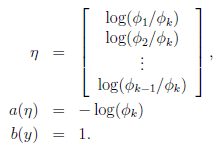 η = [ log(φ₁/φₖ)
log(φ₂/φₖ)
⋮
log(φₖ₋₁/φₖ) ] ,
a(η) = − log(φₖ)
b(y) = 1.